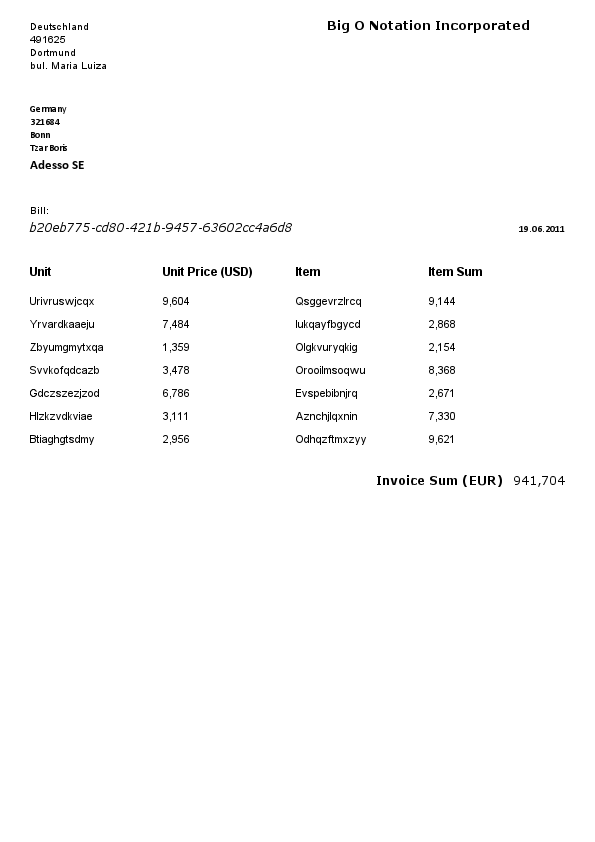 Big O Notation Incorporated
Deutschland
491625
Dortmund
bul. Maria Luiza
Germany
321684
Bonn
Tzar Boris
Adesso SE
Bill:
b20eb775-cd80-421b-9457-63602cc4a6d8 19.06.2011
Unit Unit Price (USD) Item Item Sum
Urivruswjcqx 9,604 Qsggevrzlrcq 9,144
Yrvardkaaeju 7,484 Iukqayfbgycd 2,868
Zbyumgmytxqa 1,359 Olgkvuryqkig 2,154
Svvkofqdcazb 3,478 Orooilmsoqwu 8,368
Gdczszezjzod 6,786 Evspebibnjrq 2,671
Hlzkzvdkviae 3,111 Aznchjlqxnin 7,330
Btiaghgtsdmy 2,956 Odhqzftmxzyy 9,621
Invoice Sum (EUR) 941,704